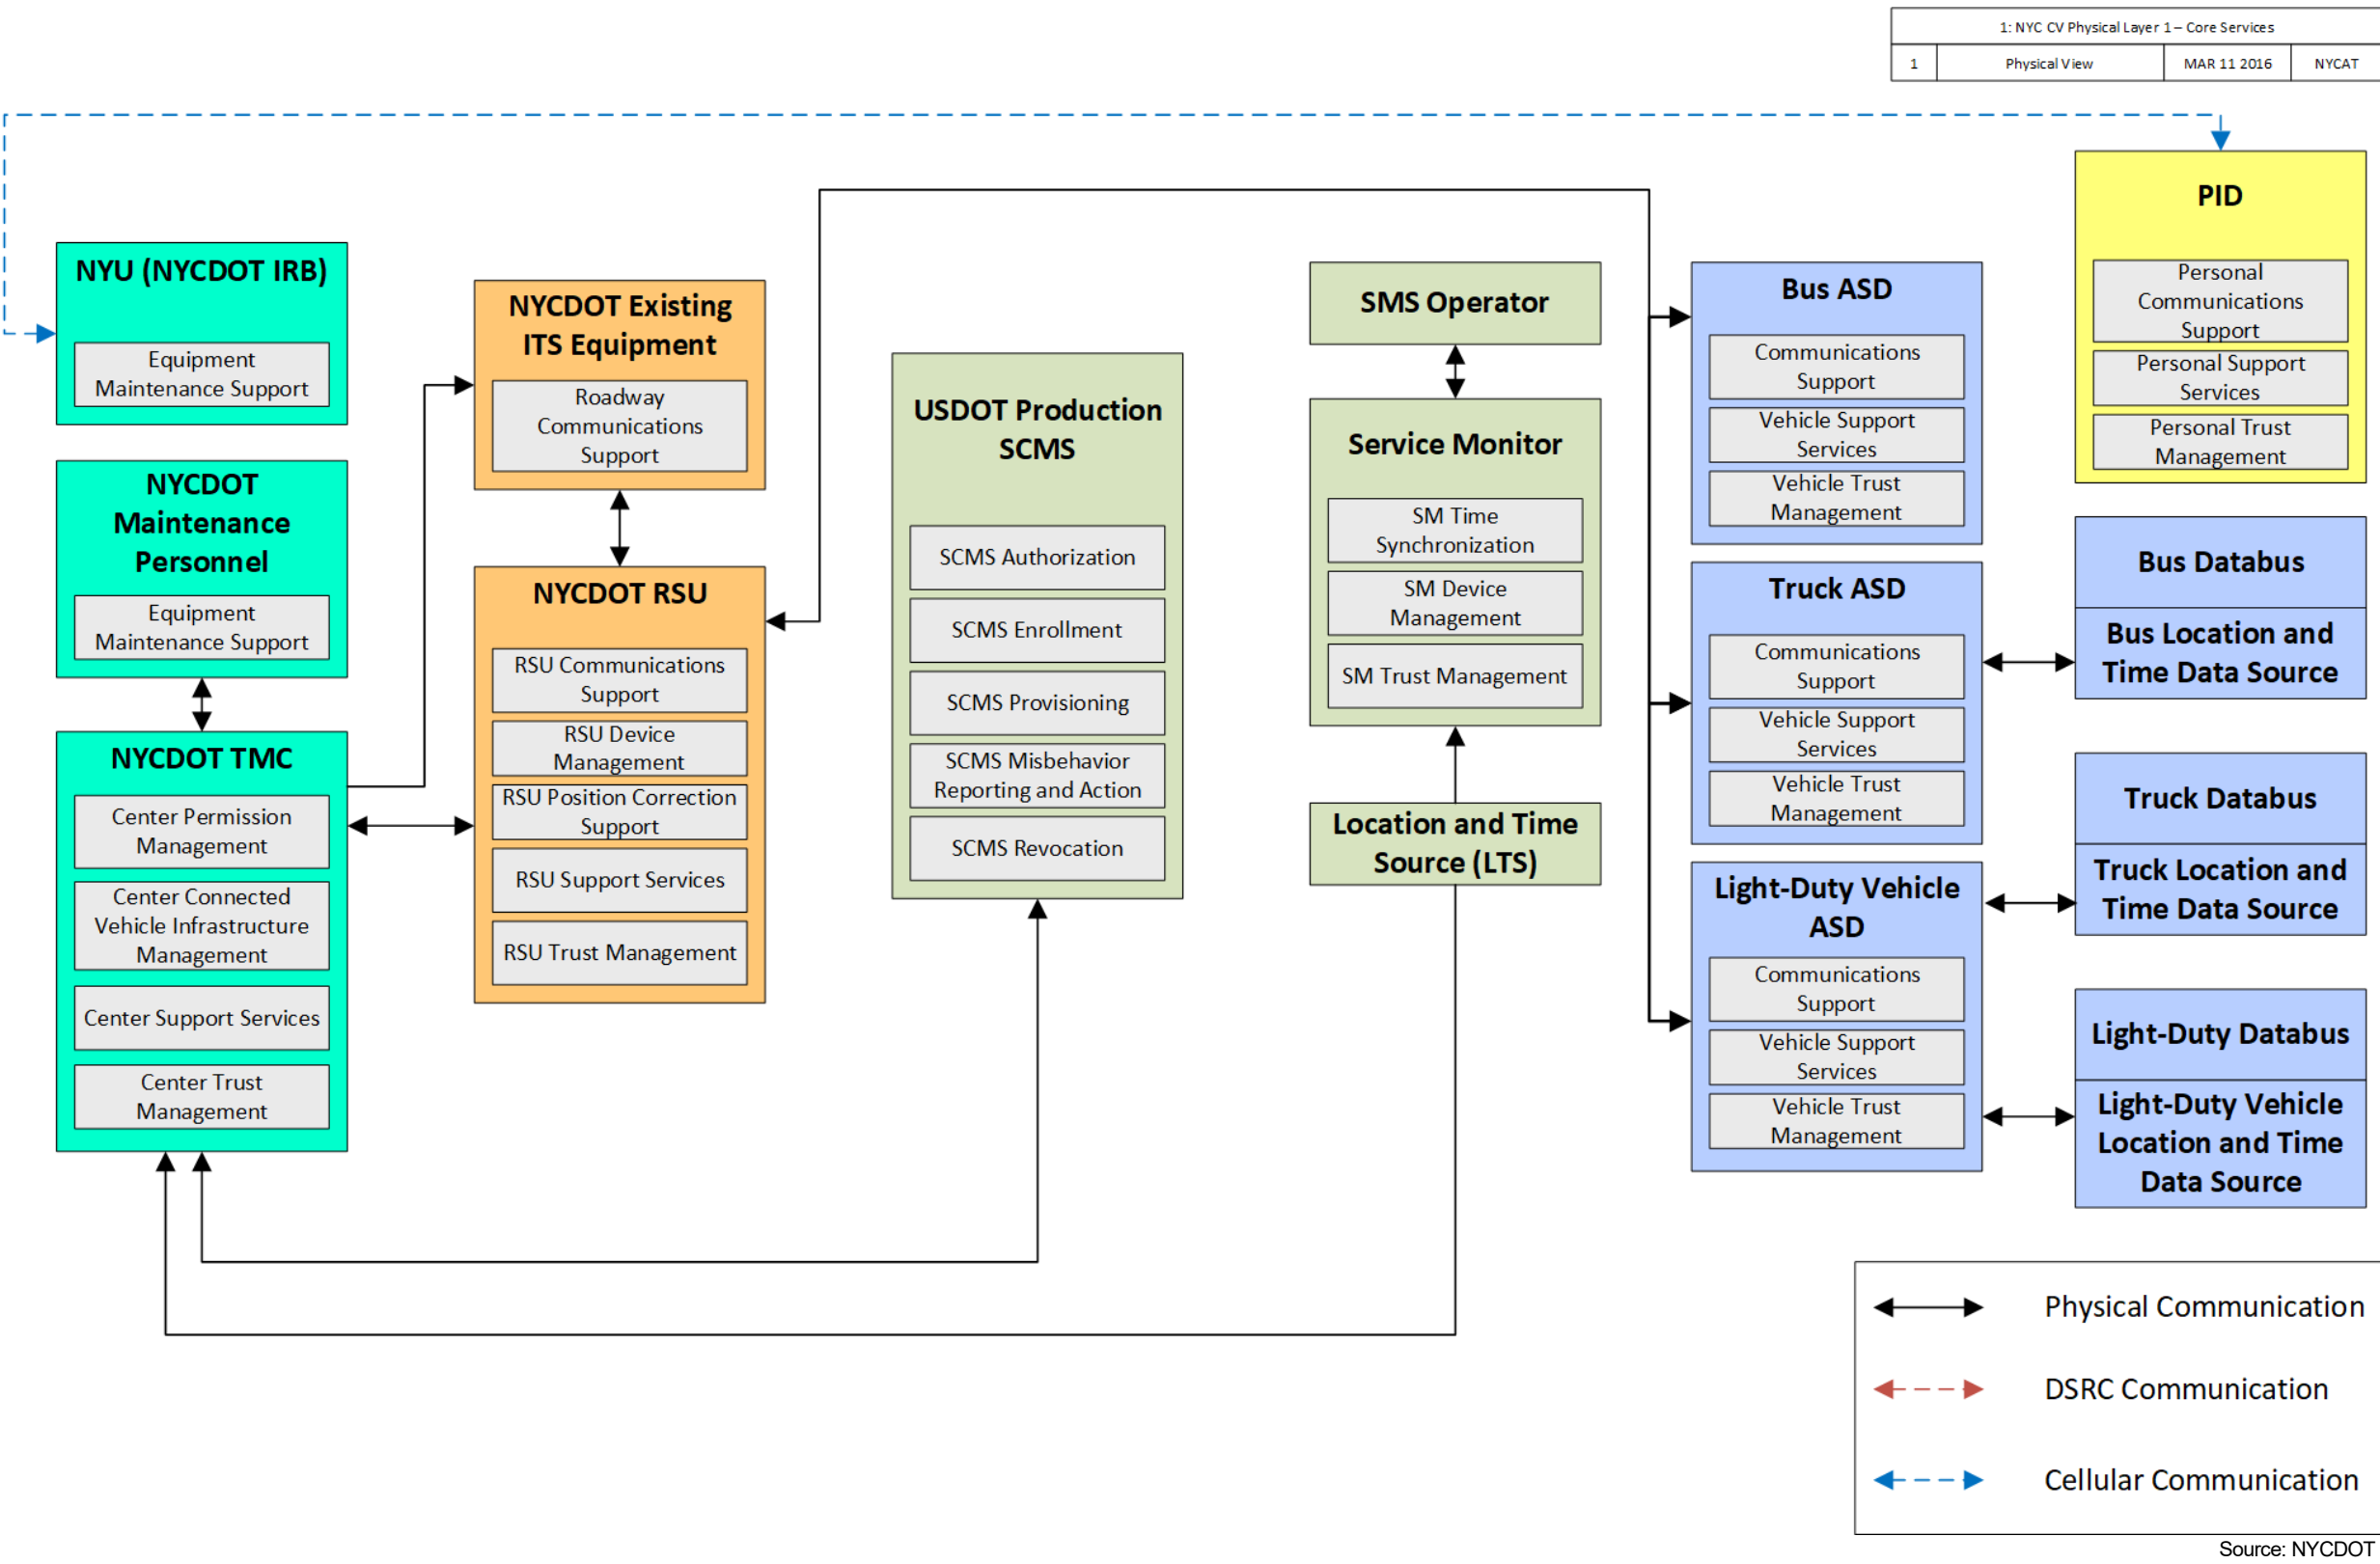 1: NYC CV Physical Layer 1 – Core Services
1
Physical View
MAR 11 2016
NYCAT
NYU (NYCDOT IRB)
Equipment
Maintenance Support
NYCDOT
Maintenance
Personnel
Equipment
Maintenance Support
NYCDOT TMC
Center Permission
Management
Center Connected
Vehicle Infrastructure
Management
Center Support Services
Center Trust
Management
NYCDOT Existing
ITS Equipment
Roadway
Communications
Support
NYCDOT RSU
RSU Communications
Support
RSU Device
Management
RSU Position Correction
Support
RSU Support Services
RSU Trust Management
USDOT Production
SCMS
SCMS Authorization
SCMS Enrollment
SCMS Provisioning
SCMS Misbehavior
Reporting and Action
SCMS Revocation
SMS Operator
Service Monitor
SM Time
Synchronization
SM Device
Management
SM Trust Management
Location and Time
Source (LTS)
Bus ASD
Communications
Support
Vehicle Support
Services
Vehicle Trust
Management
Truck ASD
Communications
Support
Vehicle Support
Services
Vehicle Trust
Management
Light-Duty Vehicle
ASD
Communications
Support
Vehicle Support
Services
Vehicle Trust
Management
PID
Personal
Communications
Support
Personal Support
Services
Personal Trust
Management
Bus Databus
Bus Location and
Time Data Source
Truck Databus
Truck Location and
Time Data Source
Light-Duty Databus
Light-Duty Vehicle
Location and Time
Data Source
Physical Communication
DSRC Communication
Cellular Communication
Source: NYCDOT